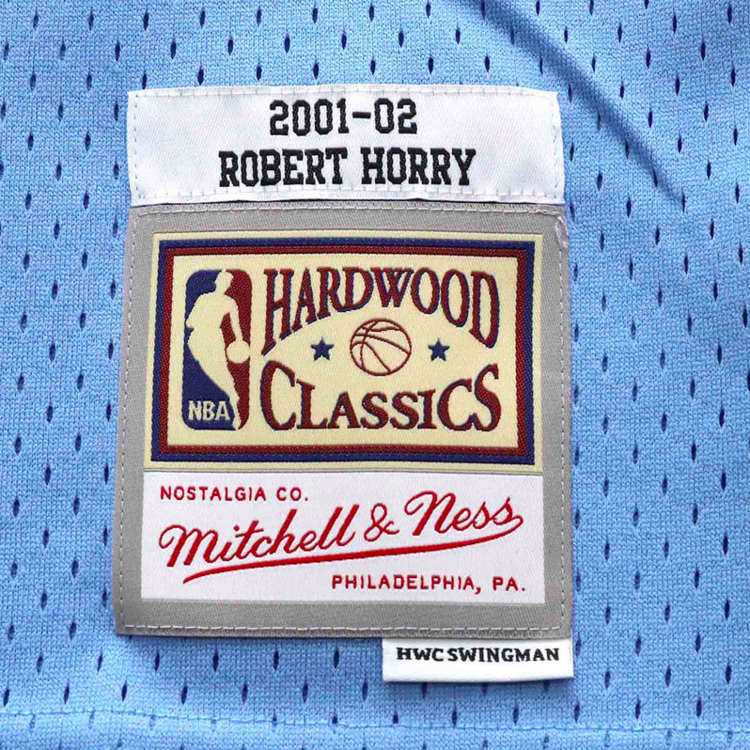 2001-02
ROBERT HORRY
HARDWOOD
NBA
CLASSICS
NOSTALGIA CO.
Mitchell & Ness
PHILADELPHIA, PA.
HWC SWINGMAN